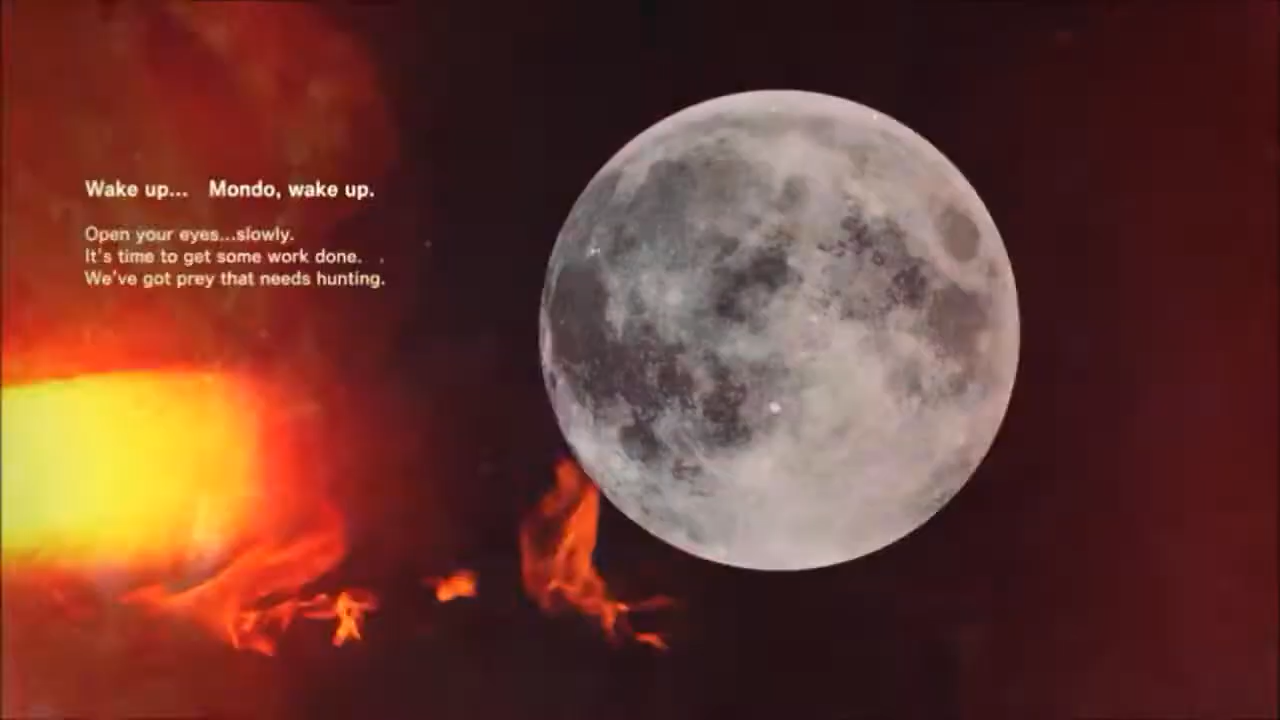 Wake up... Mondo, wake up.
Open your eyes...slowly.
It's time to get some work done.
We've got prey that needs hunting.